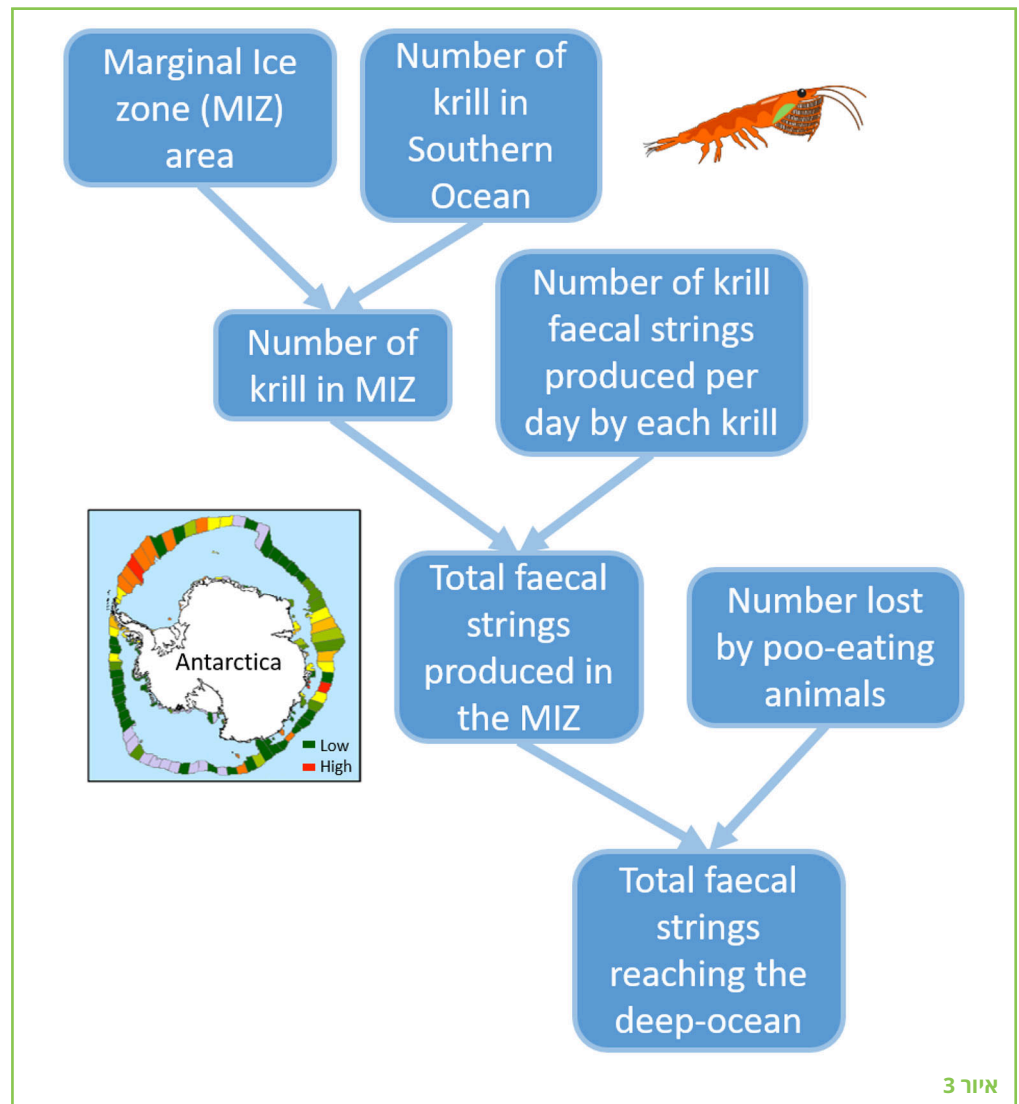 Marginal Ice
zone (MIZ)
area
Number of
krill in
Southern
Ocean
Number of
krill in MIZ
Number of krill
faecal strings
produced per
day by each krill
Total faecal
strings
produced in
the MIZ
Number lost
by poo-eating
animals
Antarctica
Low
High
Total faecal
strings
reaching the
deep-ocean
איור 3